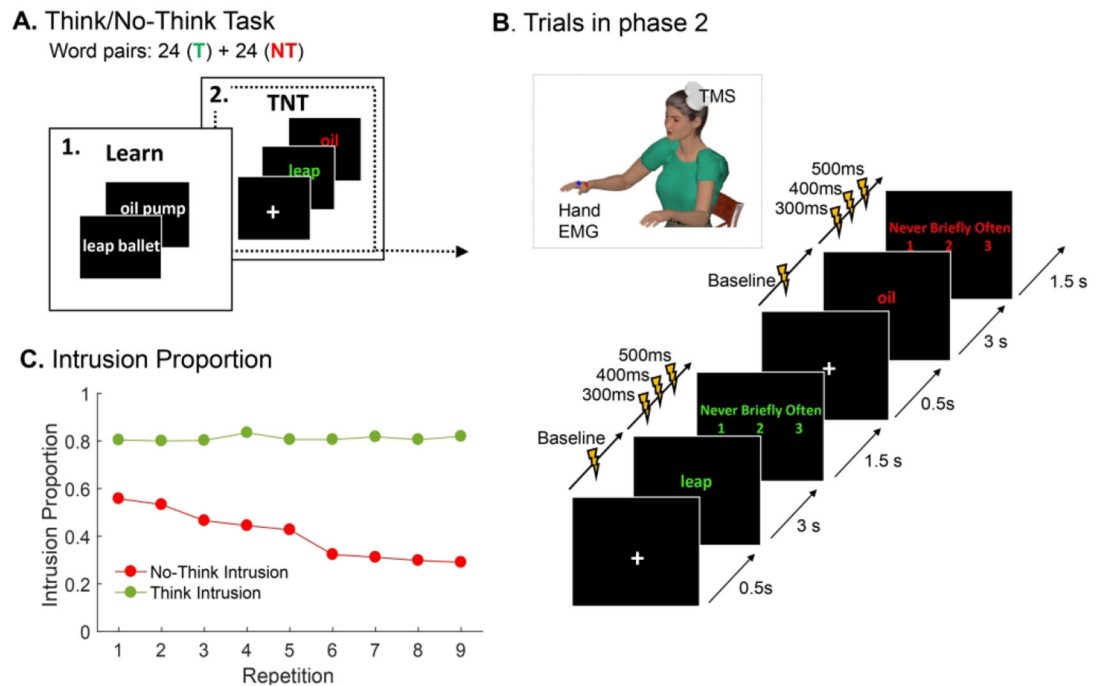 A. Think/No-Think Task
Word pairs: 24 (T) + 24 (NT)
1.
Learn
oil pump
leap ballet
2.
TNT
oil
leap
+
B. Trials in phase 2
TMS
Hand
EMG
Baseline
300ms
400ms
500ms
Never Briefly Often
1 2 3
oil
+
1.5 s
3 s
0.5s
Baseline
300ms
400ms
500ms
Never Briefly Often
1 2 3
leap
+
1.5 s
3 s
0.5s
C. Intrusion Proportion
Intrusion Proportion
1
0.8
0.6
0.4
0.2
0
No-Think Intrusion
Think Intrusion
1 2 3 4 5 6 7 8 9
Repetition